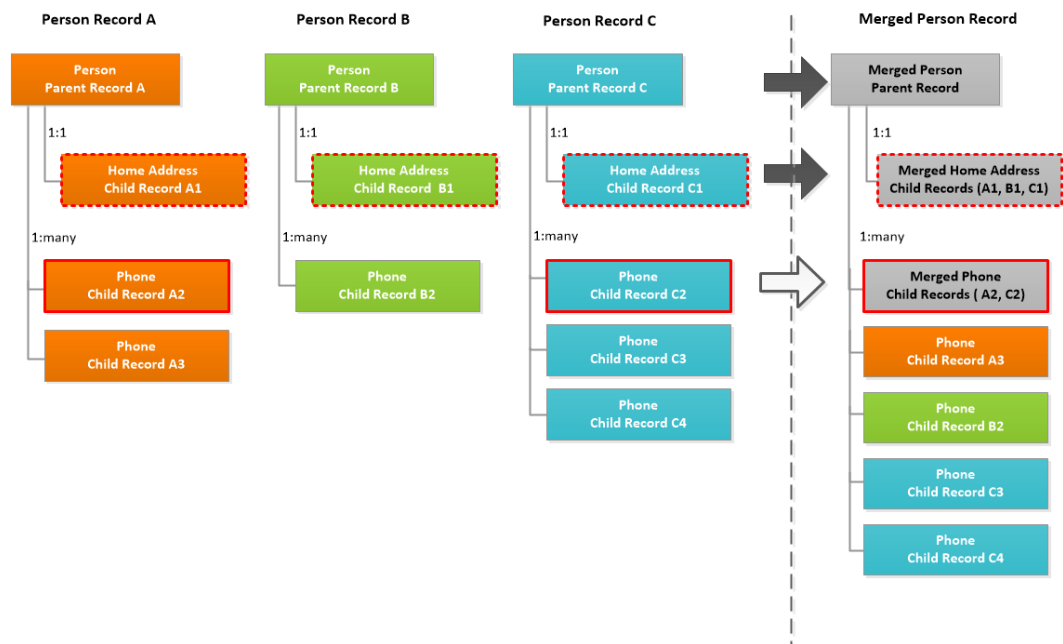 Person Record A
Person Record B
Person Record C
Merged Person Record
Person
Parent Record A
Person
Parent Record B
Person
Parent Record C
Merged Person
Parent Record
1:1
1:1
1:1
1:1
Home Address
Child Record A1
Home Address
Child Record  B1
Home Address
Child Record C1
Merged Home Address
Child Records (A1, B1, C1)
1:many
1:many
1:many
1:many
Phone
Child Record A2
Phone
Child Record B2
Phone
Child Record C2
Merged Phone
Child Records ( A2, C2)
Phone
Child Record A3
Phone
Child Record C3
Phone
Child Record A3
Phone
Child Record C4
Phone
Child Record B2
Phone
Child Record C3
Phone
Child Record C4